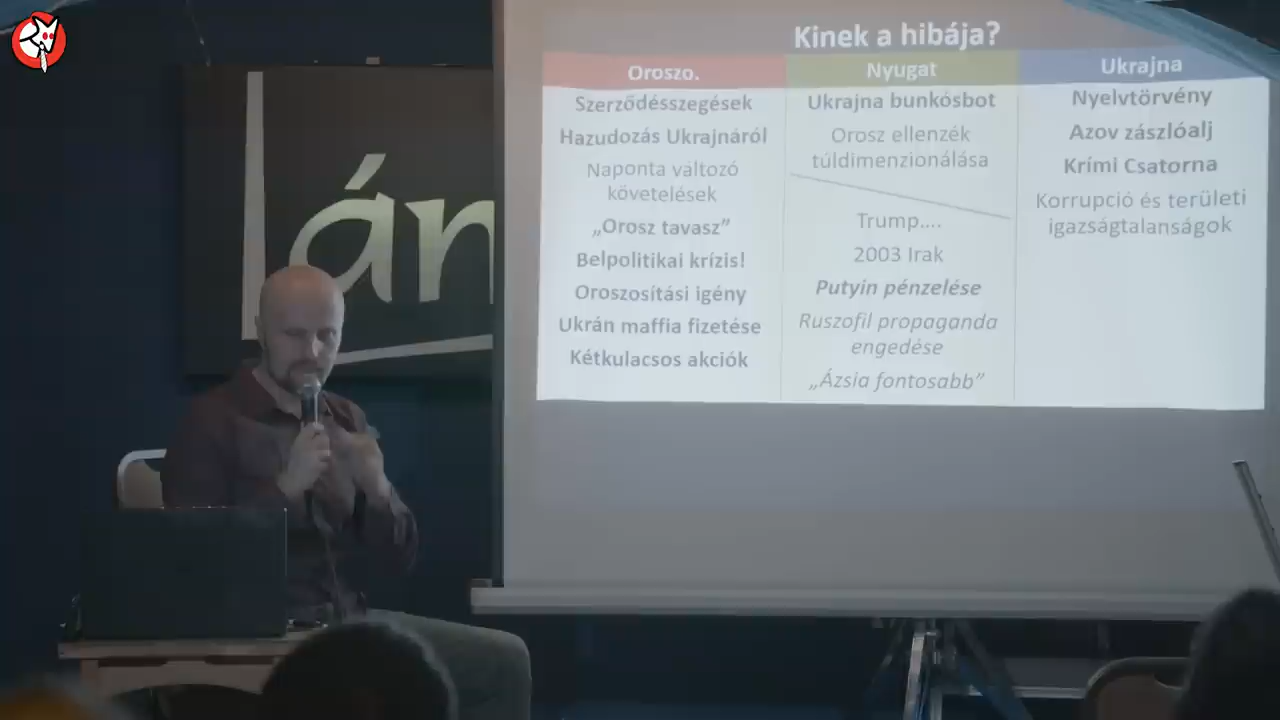 Kinek a hibája?
Oroszo.
Nyugat
Ukrajna
Szerződésszegések
Hazudozás Ukrajnáról
Naponta változó
követelések
„Orosz tavasz”
Belpolitikai krízis!
Oroszosítási igény
Ukrán maffia fizetése
Kétkulacsos akciók
Ukrajna bunkósbot
Orosz ellenzék
túldimenzionálása
Trump....
2003 Irak
Putyin pénzelése
Ruszofil propaganda
engedése
„Ázsia fontosabb”
Nyelvtörvény
Azov zászlóalj
Krími Csatorna
Korrupció és területi
igazságtalanságok